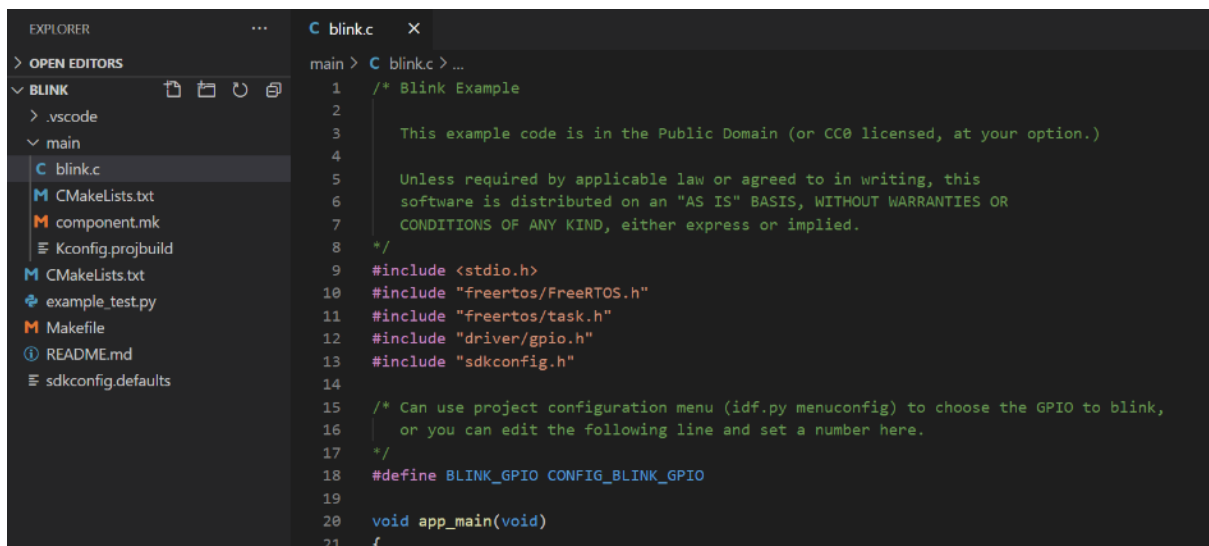 EXPLORER ...
OPEN EDITORS
BLINK
.vscode
main
C blink.c
M CMakeLists.txt
M component.mk
Kconfig.projbuild
M CMakeLists.txt
example_test.py
M Makefile
README.md
sdkconfig.defaults
C blink.c ×
main > C blink.c > ...
1 /* Blink Example
2
3 This example code is in the Public Domain (or CC0 licensed, at your option.)
4
5 Unless required by applicable law or agreed to in writing, this
6 software is distributed on an "AS IS" BASIS, WITHOUT WARRANTIES OR
7 CONDITIONS OF ANY KIND, either express or implied.
8 */
9 #include <stdio.h>
10 #include "freertos/FreeRTOS.h"
11 #include "freertos/task.h"
12 #include "driver/gpio.h"
13 #include "sdkconfig.h"
14
15 /* Can use project configuration menu (idf.py menuconfig) to choose the GPIO to blink,
16 or you can edit the following line and set a number here.
17 */
18 #define BLINK_GPIO CONFIG_BLINK_GPIO
19
20 void app_main(void)
21 {